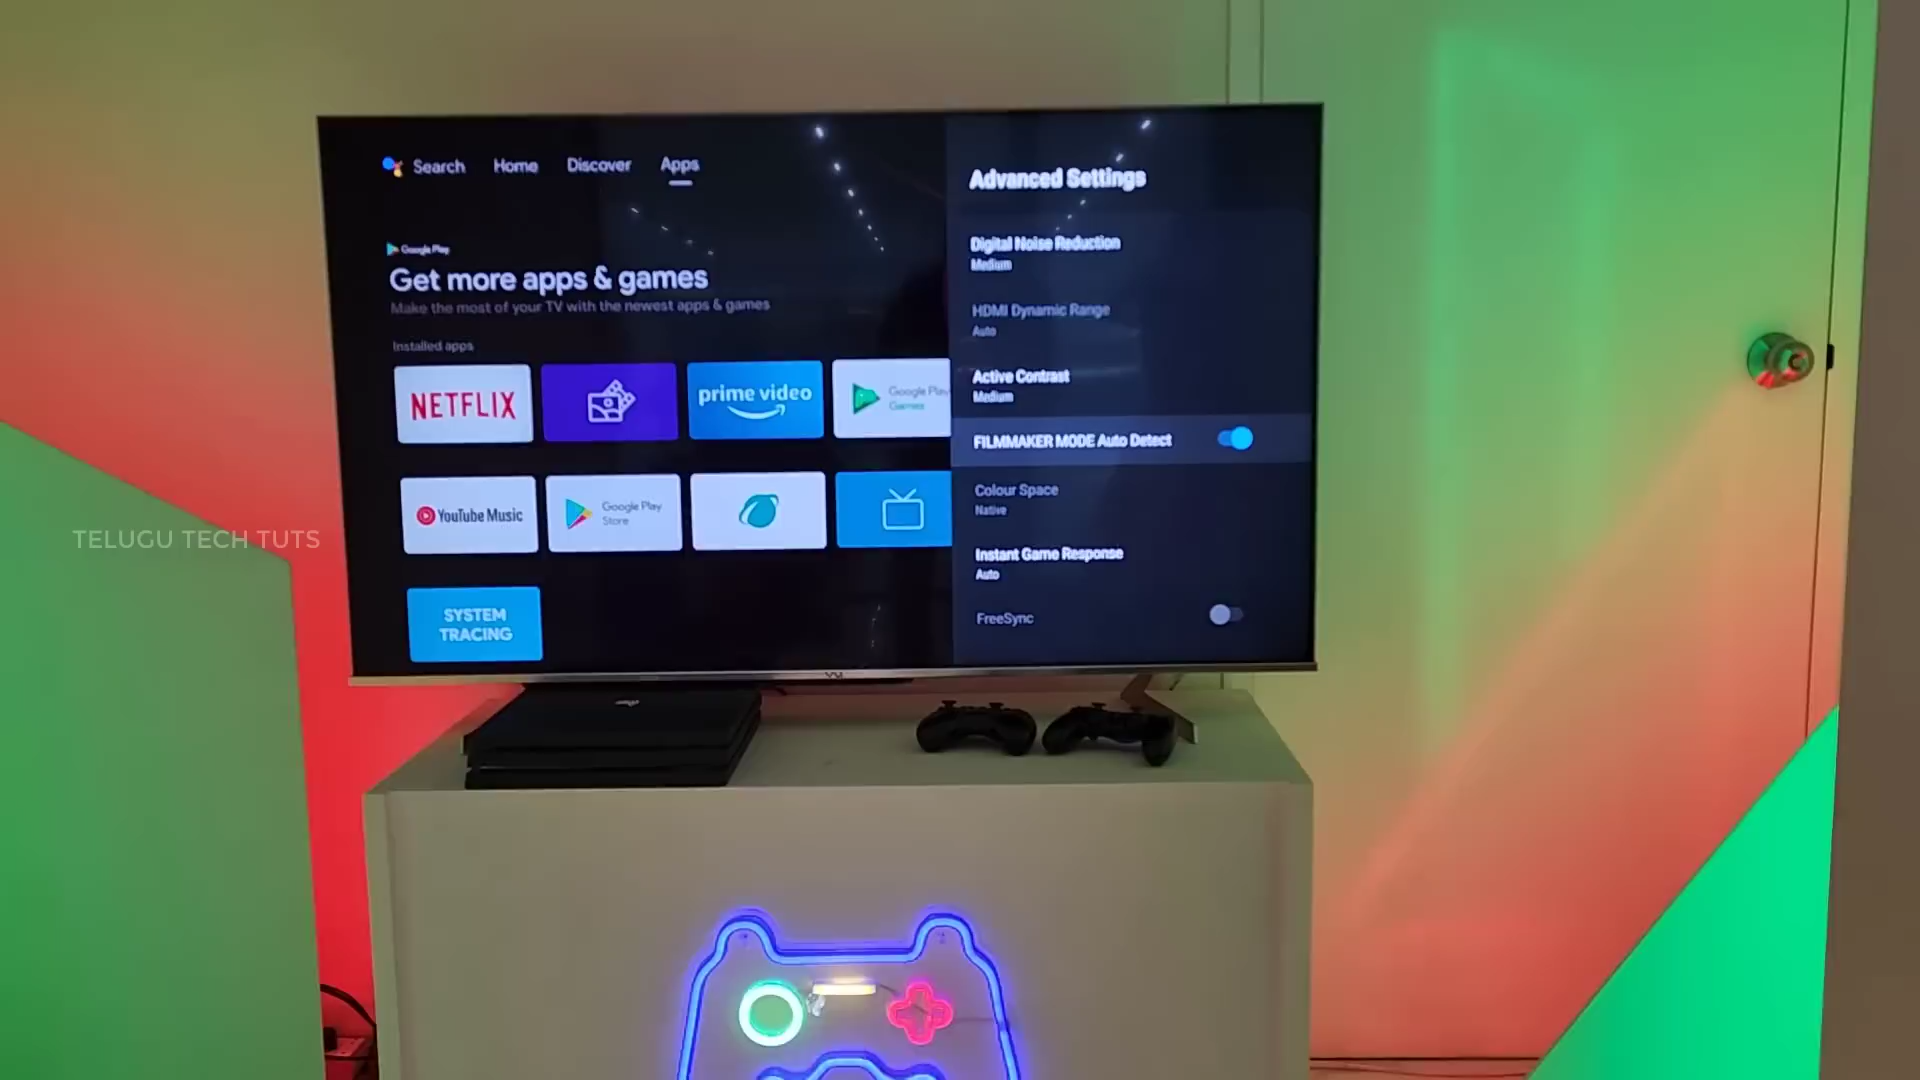 Search Home Discover Apps
Google Play
Get more apps & games
Make the most of your TV with the newest apps & games
Installed apps
NETFLIX
prime video
Google Play
Games
YouTube Music
Google Play
Store
SYSTEM
TRACING
Advanced Settings
Digital Noise Reduction
Medium
HDMI Dynamic Range
Auto
Active Contrast
Medium
FILMMAKER MODE Auto Detect
Colour Space
Native
Instant Game Response
Auto
FreeSync
TELUGU TECH TUTS